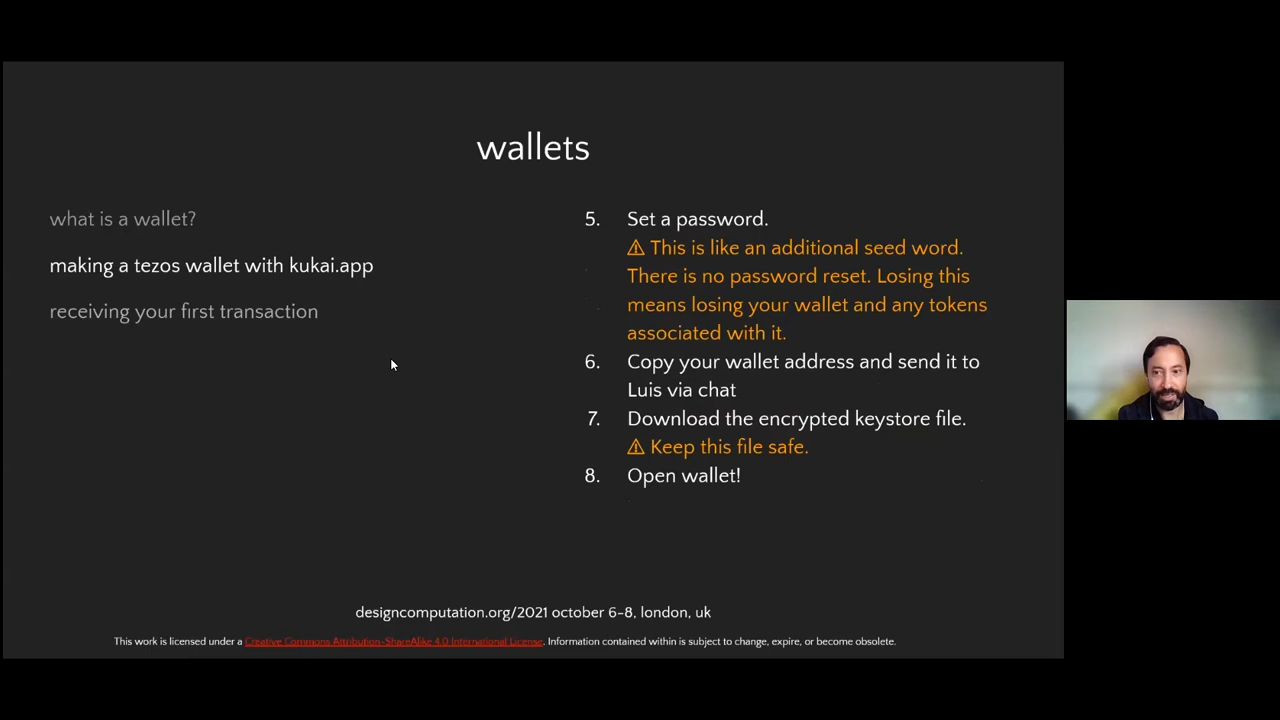 wallets
what is a wallet?
making a tezos wallet with kukai.app
receiving your first transaction
5. Set a password.
⚠ This is like an additional seed word.
There is no password reset. Losing this
means losing your wallet and any tokens
associated with it.
6. Copy your wallet address and send it to
Luis via chat
7. Download the encrypted keystore file.
⚠ Keep this file safe.
8. Open wallet!
designcomputation.org/2021 october 6-8, london, uk
This work is licensed under a Creative Commons Attribution-ShareAlike 4.0 International License. Information contained within is subject to change, expire, or become obsolete.